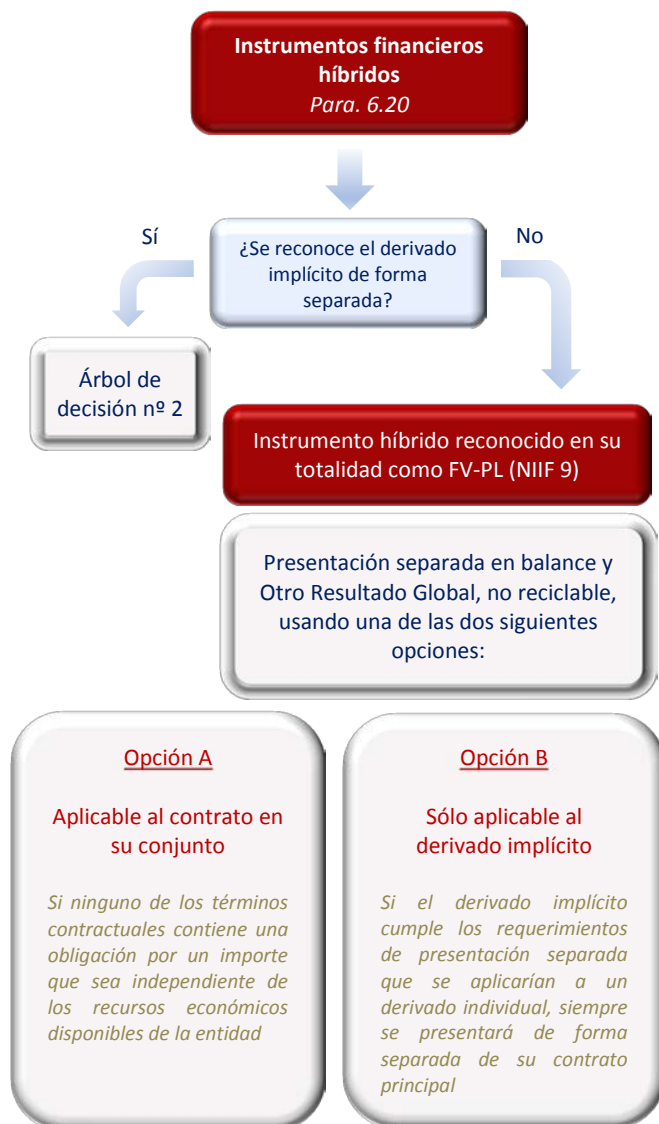 Instrumentos financieros
híbridos
Para. 6.20
Sí
¿Se reconoce el derivado
implícito de forma
separada?
No
Árbol de
decisión nº 2
Instrumento híbrido reconocido en su
totalidad como FV-PL (NIIF 9)
Presentación separada en balance y
Otro Resultado Global, no reciclable,
usando una de las dos siguientes
opciones:
Opción A
Aplicable al contrato en
su conjunto
Si ninguno de los términos
contractuales contiene una
obligación por un importe
que sea independiente de
los recursos económicos
disponibles de la entidad
Opción B
Sólo aplicable al
derivado implícito
Si el derivado implícito
cumple los requerimientos
de presentación separada
que se aplicarían a un
derivado individual, siempre
se presentará de forma
separada de su contrato
principal